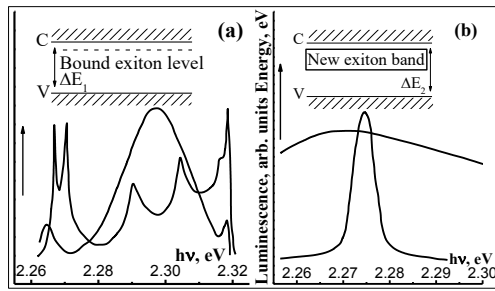 (a)
C
Bound exiton level
ΔE1
V
2.26 2.28 2.30 2.32
hν, eV
Luminescence, arb. units Energy, eV
(b)
C
New exiton band
ΔE2
V
2.26 2.27 2.28 2.29 2.30
hν, eV